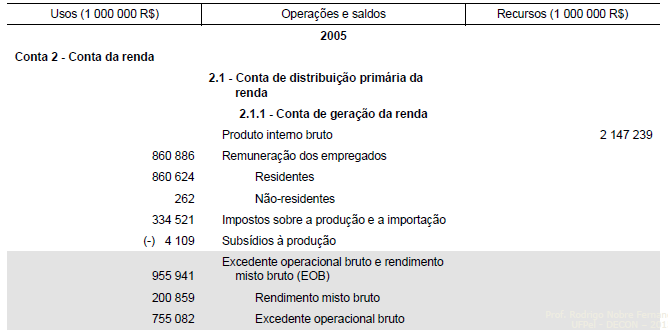 Usos (1 000 000 R$) Operações e saldos Recursos (1 000 000 R$)
2005
Conta 2 - Conta da renda
2.1 - Conta de distribuição primária da
renda
2.1.1 - Conta de geração da renda
Produto interno bruto 2 147 239
860 886 Remuneração dos empregados
860 624 Residentes
262 Não-residentes
334 521 Impostos sobre a produção e a importação
(-) 4 109 Subsídios à produção
Excedente operacional bruto e rendimento
955 941 misto bruto (EOB)
200 859 Rendimento misto bruto
755 082 Excedente operacional bruto
Prof. Rodrigo Nobre